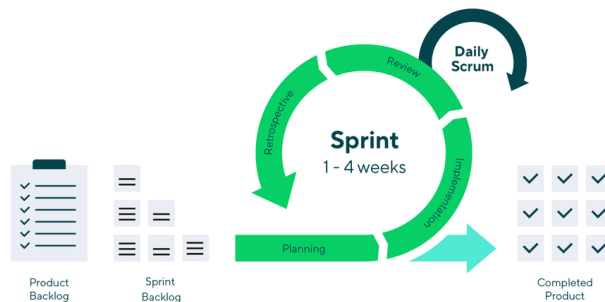 Daily
Scrum
Review
Retrospective
Sprint
1 - 4 weeks
Implementation
Planning
Product
Backlog
Sprint
Backlog
Completed
Product